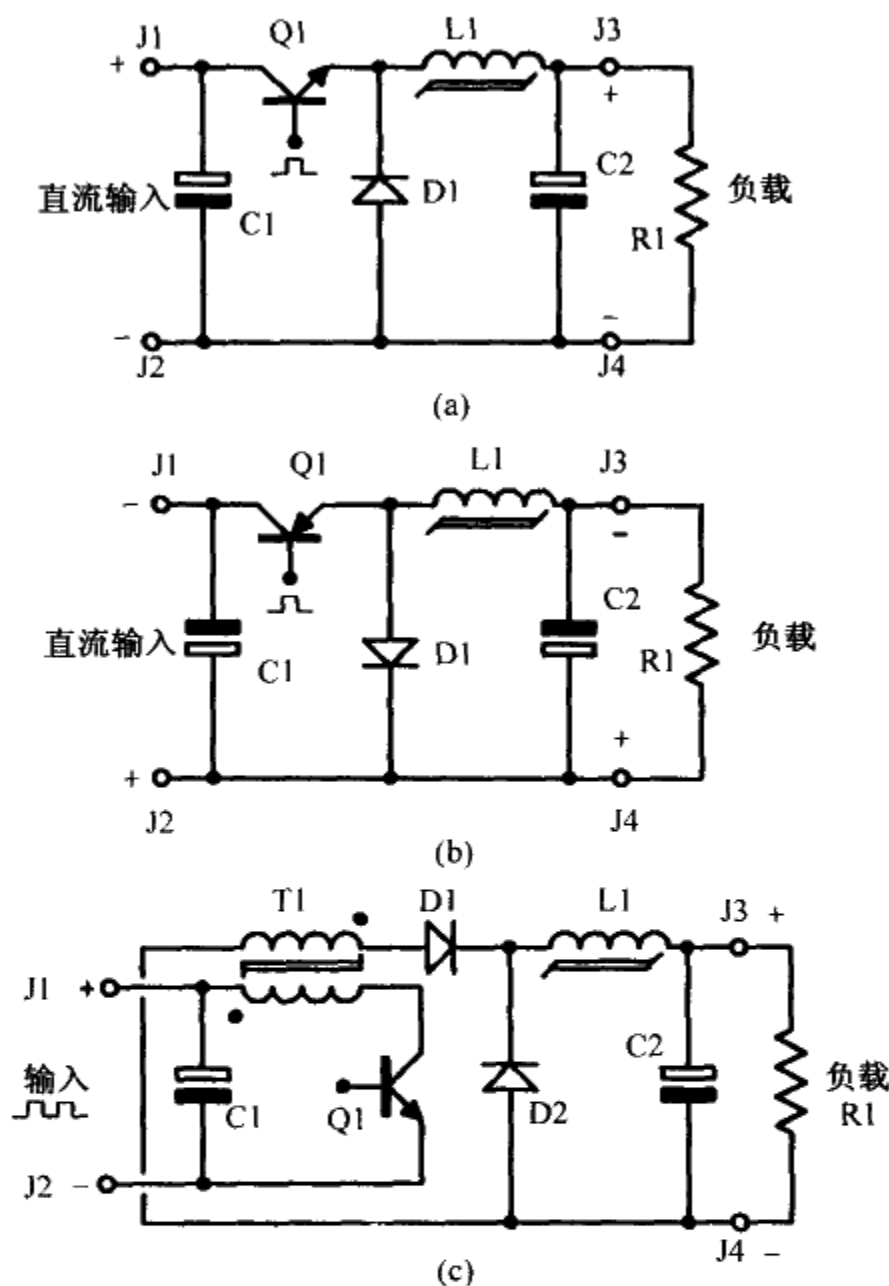 J1 Q1 L1 J3
+ +
直流输入 C1 D1 C2 R1 负载
− −
J2 J4
(a)
J1 Q1 L1 J3
− −
直流输入 C1 D1 C2 R1 负载
+ +
J2 J4
(b)
T1 D1 L1 J3 +
J1 +
输入 C1 Q1 D2 C2 负载
R1
J2 −
J4 −
(c)